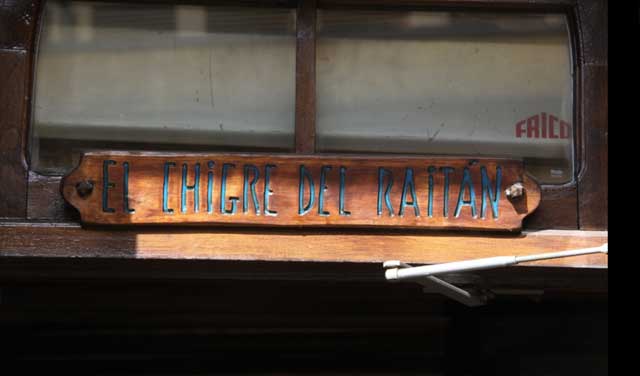 FRICO
EL CHiGRE DEL RAiTÁN